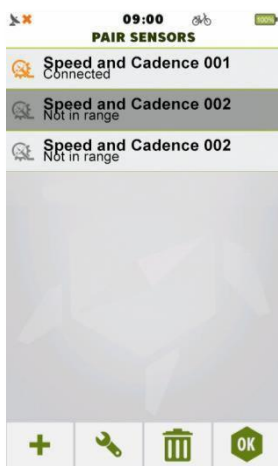 09:00
100%
PAIR SENSORS
Speed and Cadence 001
Connected
Speed and Cadence 002
Not in range
Speed and Cadence 002
Not in range
OK